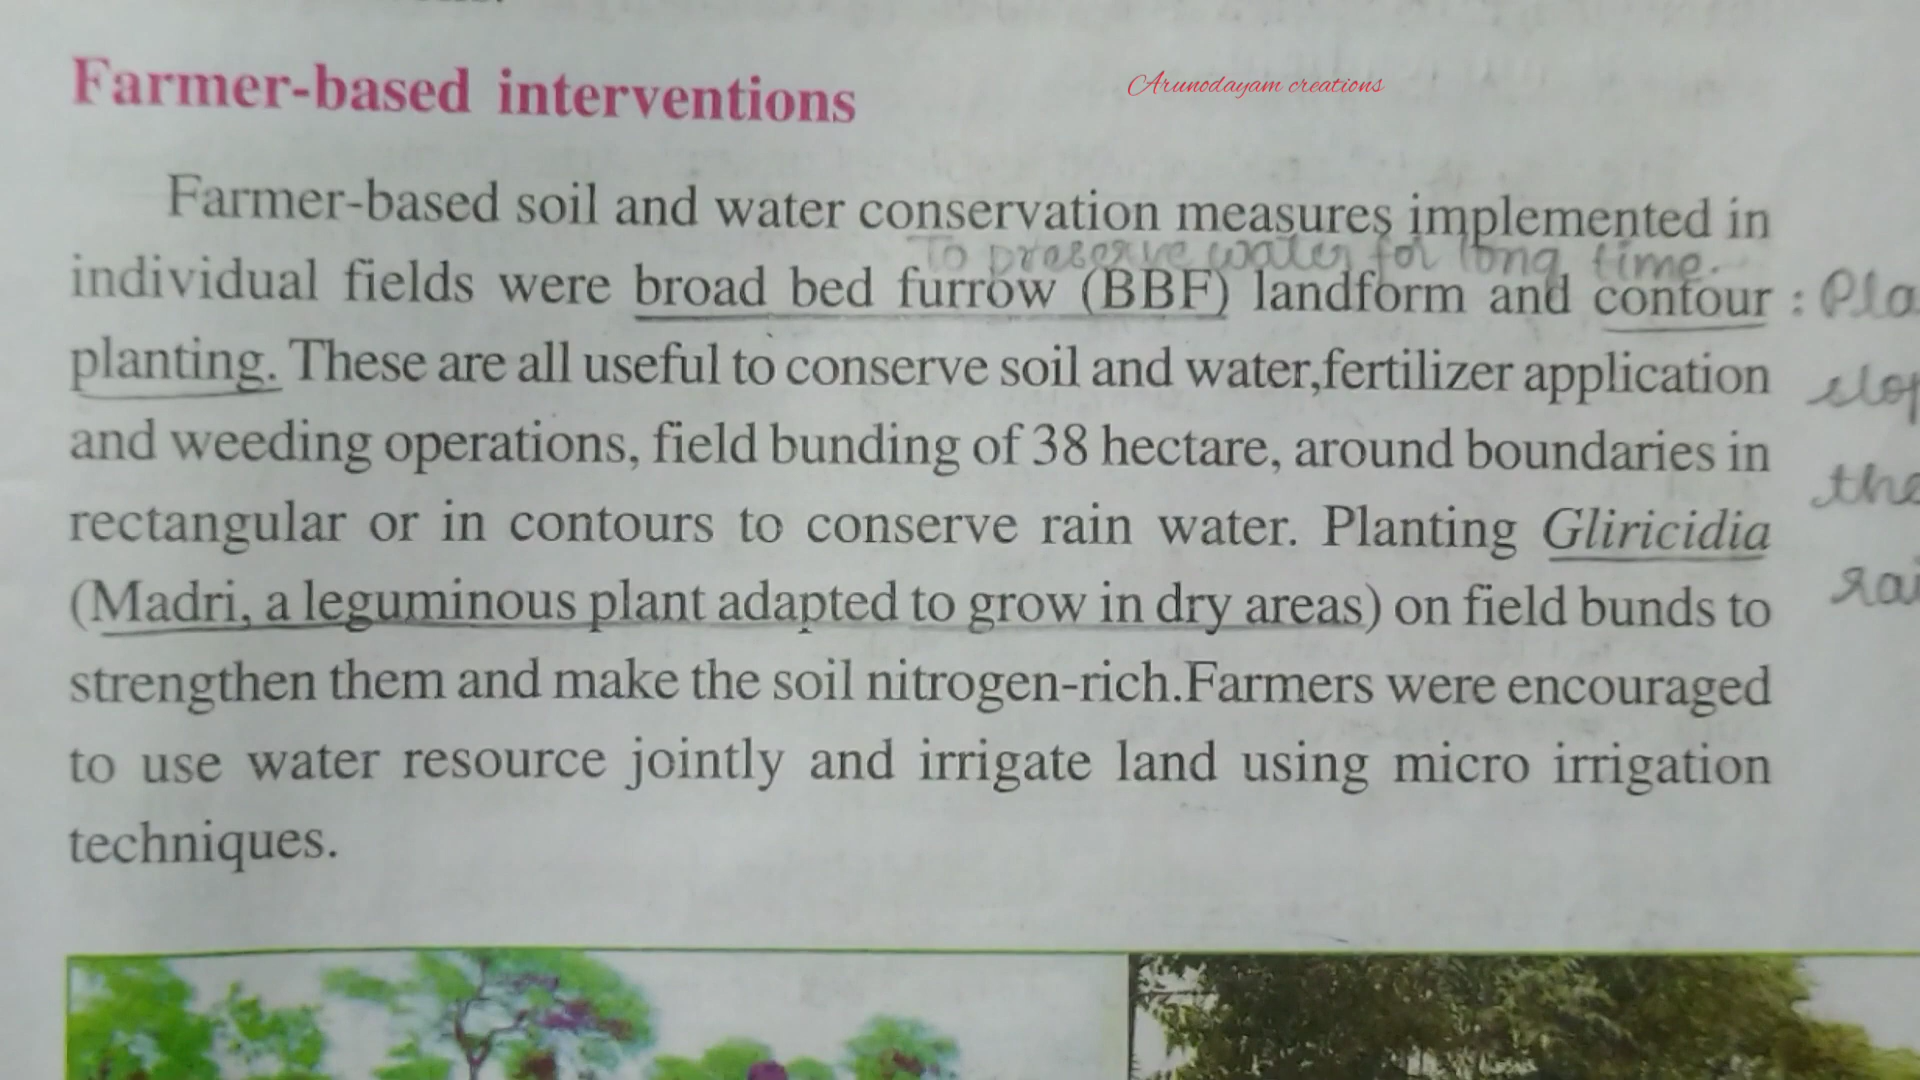 Farmer-based interventions
Arunodayam creations
Farmer-based soil and water conservation measures implemented in
To preserve water for long time.
individual fields were broad bed furrow (BBF) landform and contour :
planting. These are all useful to conserve soil and water,fertilizer application
and weeding operations, field bunding of 38 hectare, around boundaries in
the
rectangular or in contours to conserve rain water. Planting Gliricidia
(Madri, a leguminous plant adapted to grow in dry areas) on field bunds to
strengthen them and make the soil nitrogen-rich.Farmers were encouraged
to use water resource jointly and irrigate land using micro irrigation
techniques.